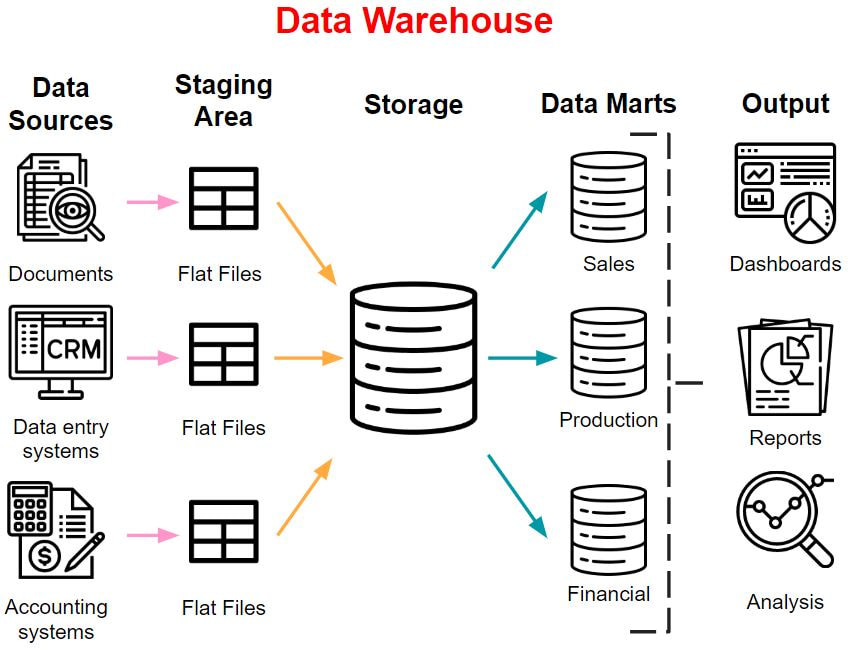 Data Warehouse
Data
Sources
Staging
Area
Storage
Data Marts
Output
Documents
Flat Files
Sales
Dashboards
CRM
Data entry
systems
Flat Files
Production
Reports
$
Accounting
systems
Flat Files
Financial
Analysis